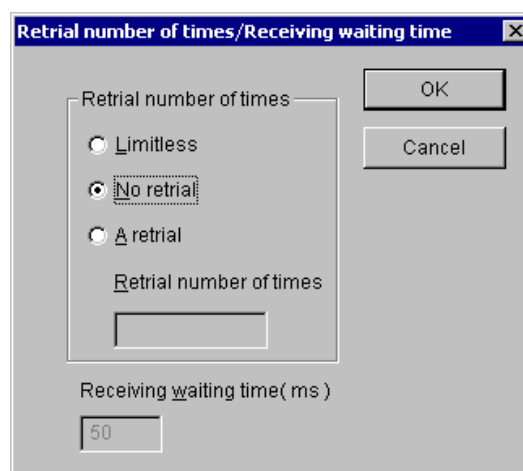 Retrial number of times/Receiving waiting time
Retrial number of times
OK
Limitless
Cancel
No retrial
A retrial
Retrial number of times
Receiving waiting time( ms )
50